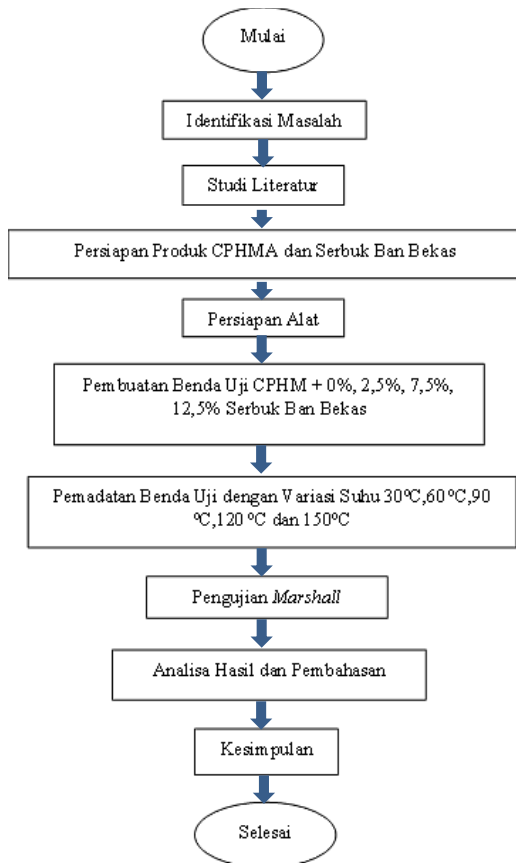 Mulai
Identifikasi Masalah
Studi Literatur
Persiapan Produk CPHMA dan Serbuk Ban Bekas
Persiapan Alat
Pembuatan Benda Uji CPHM + 0%, 2,5%, 7,5%,
12,5% Serbuk Ban Bekas
Pemadatan Benda Uji dengan Variasi Suhu 30ºC,60 ºC,90
ºC,120 ºC dan 150ºC
Pengujian Marshall
Analisa Hasil dan Pembahasan
Kesimpulan
Selesai